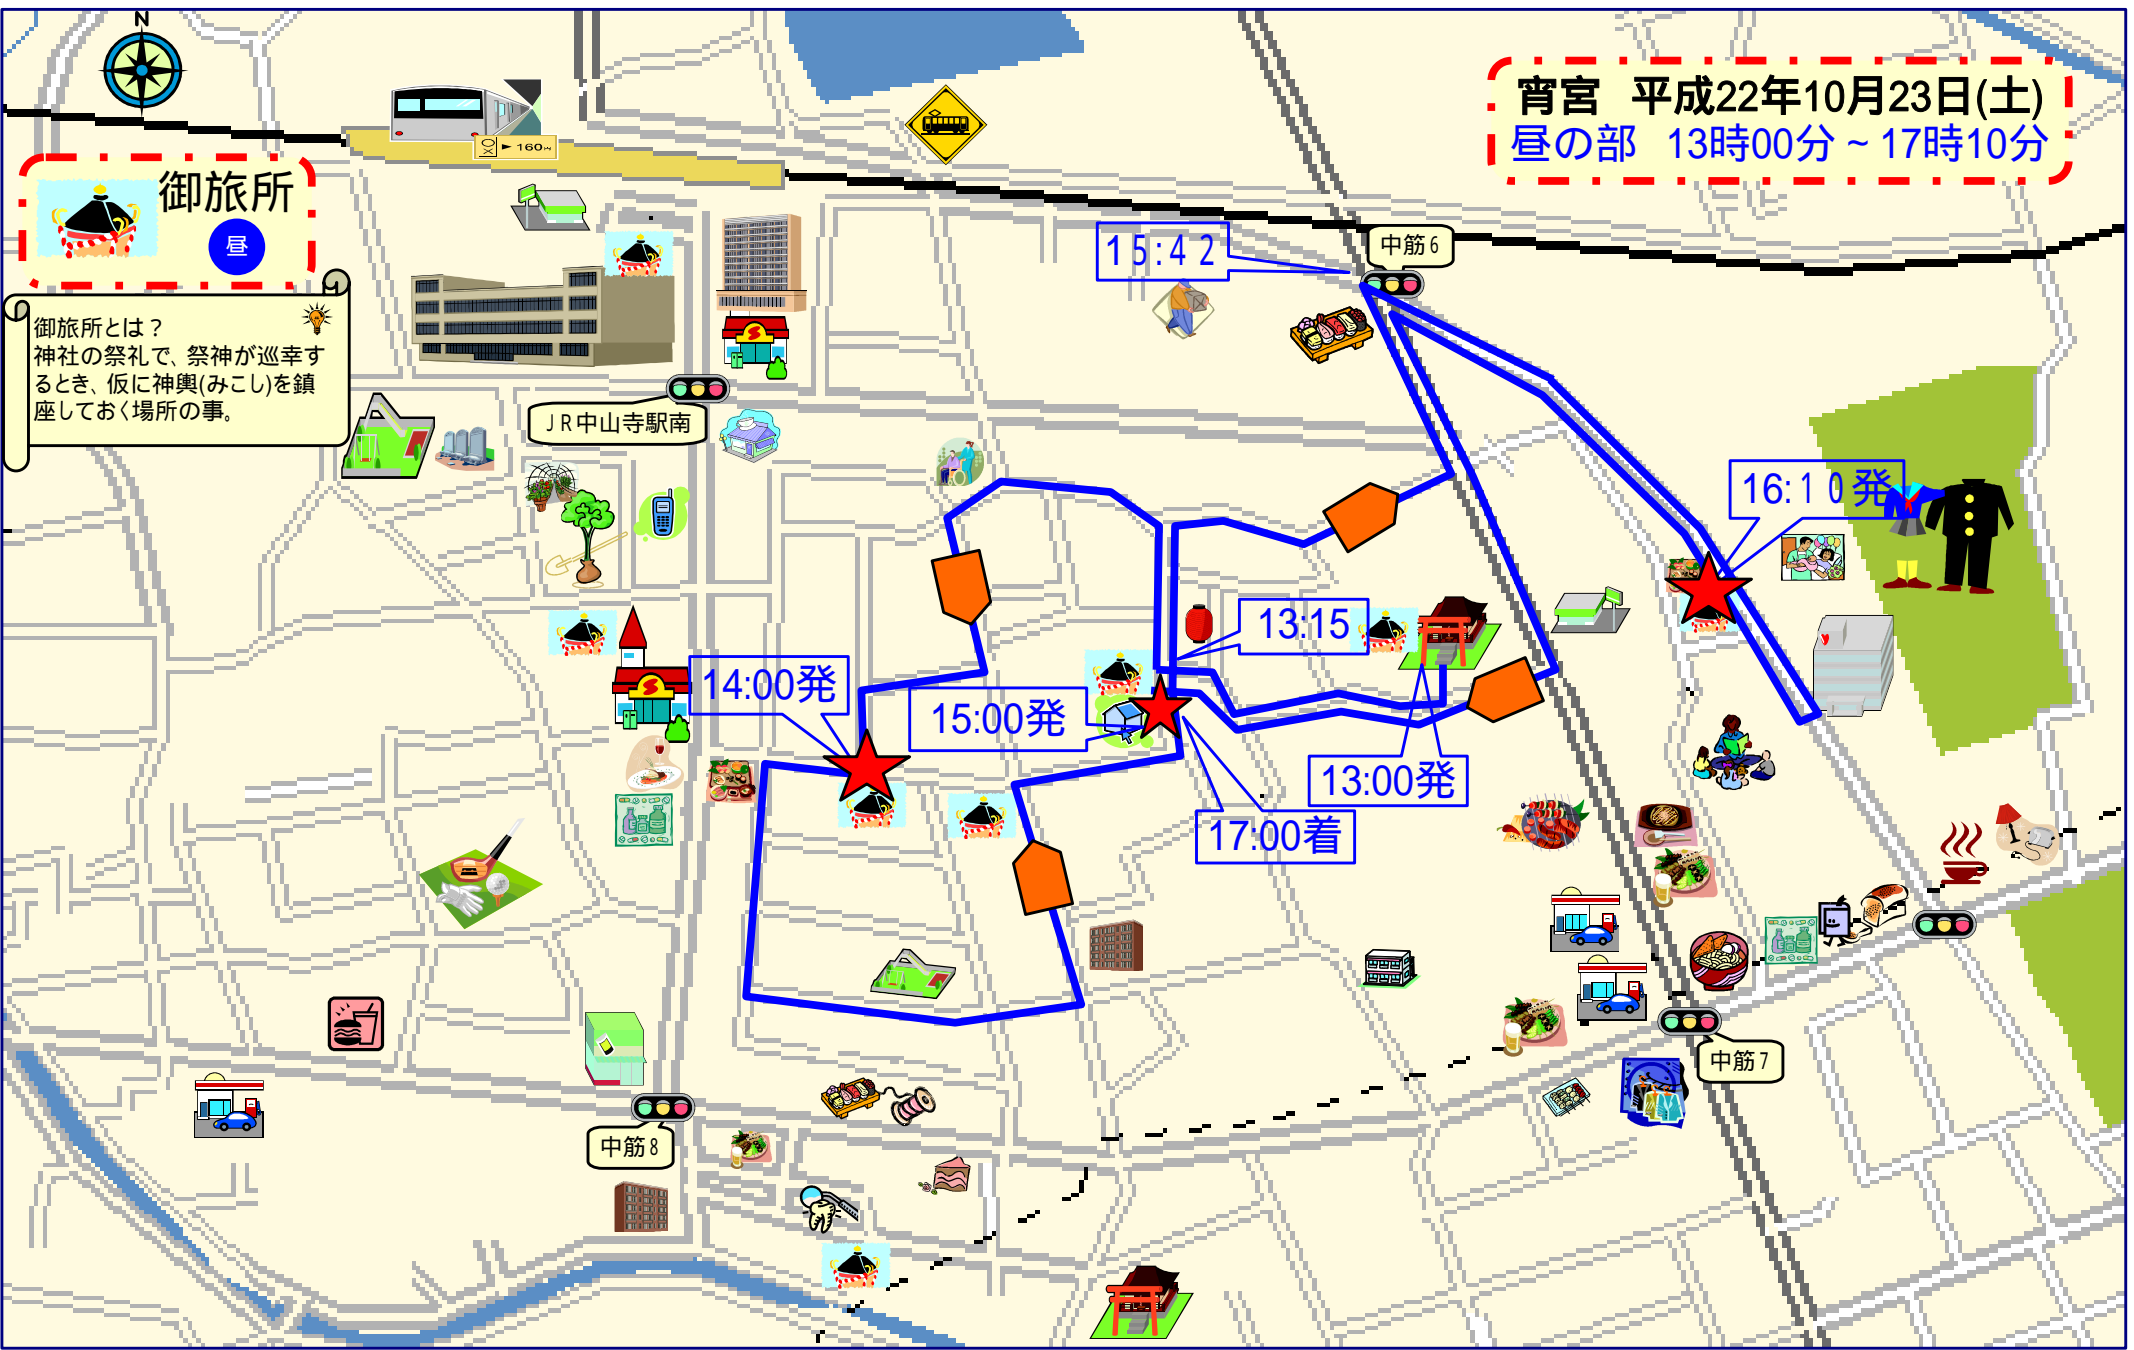 N
宵宮 平成22年10月23日(土)
昼の部 13時00分~17時10分
160m
御旅所
昼
御旅所とは?
神社の祭礼で、祭神が巡幸す
るとき、仮に神輿(みこし)を鎮
座しておく場所の事。
15:42
中筋6
JR中山寺駅南
16:10発
13:15
14:00発
15:00発
13:00発
17:00着
中筋7
中筋8